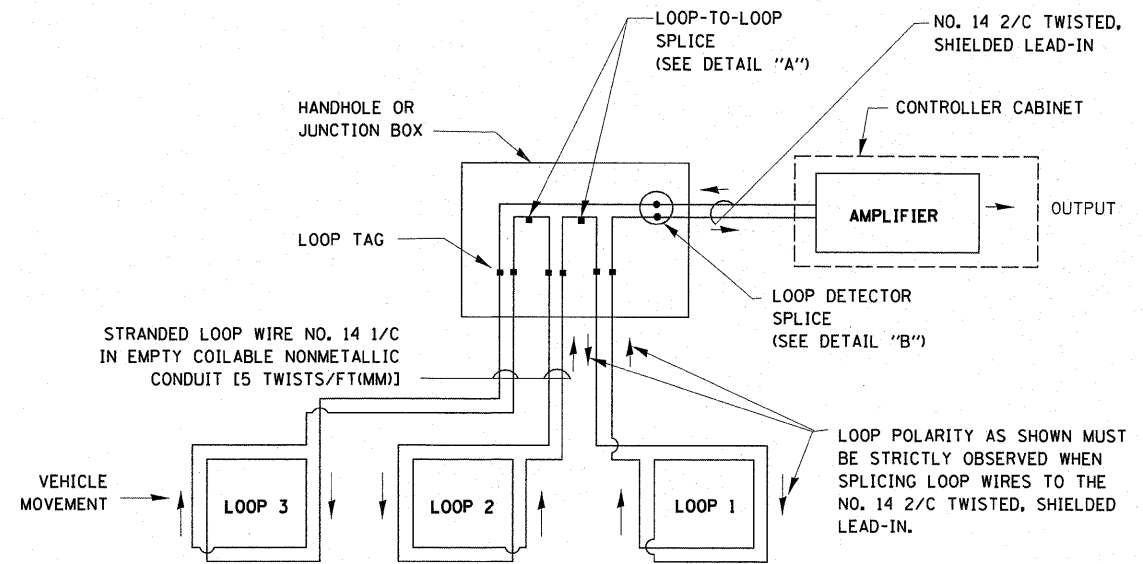 LOOP-TO-LOOP
SPLICE
(SEE DETAIL "A")
NO. 14 2/C TWISTED,
SHIELDED LEAD-IN
HANDHOLE OR
JUNCTION BOX
CONTROLLER CABINET
AMPLIFIER
OUTPUT
LOOP TAG
LOOP DETECTOR
SPLICE
(SEE DETAIL "B")
STRANDED LOOP WIRE NO. 14 1/C
IN EMPTY COILABLE NONMETALLIC
CONDUIT [5 TWISTS/FT(MM)]
LOOP POLARITY AS SHOWN MUST
BE STRICTLY OBSERVED WHEN
SPLICING LOOP WIRES TO THE
NO. 14 2/C TWISTED, SHIELDED
LEAD-IN.
VEHICLE
MOVEMENT
LOOP 3
LOOP 2
LOOP 1